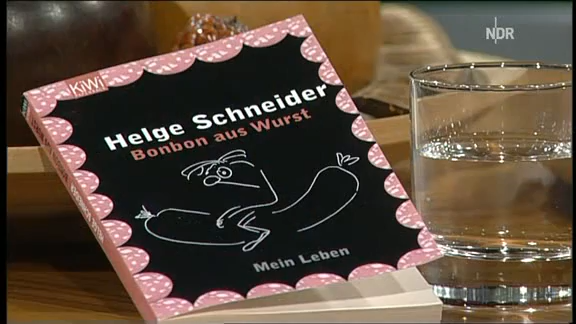 NDR
KiWi
Helge Schneider
Bonbon aus Wurst
Mein Leben